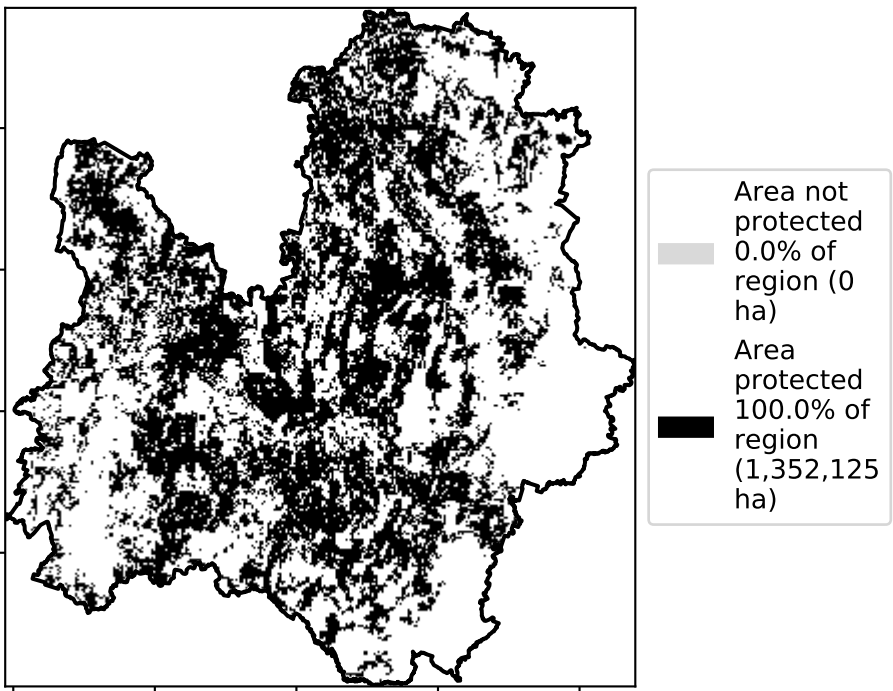 Area not
protected
0.0% of
region (0
ha)
Area
protected
100.0% of
region
(1,352,125
ha)